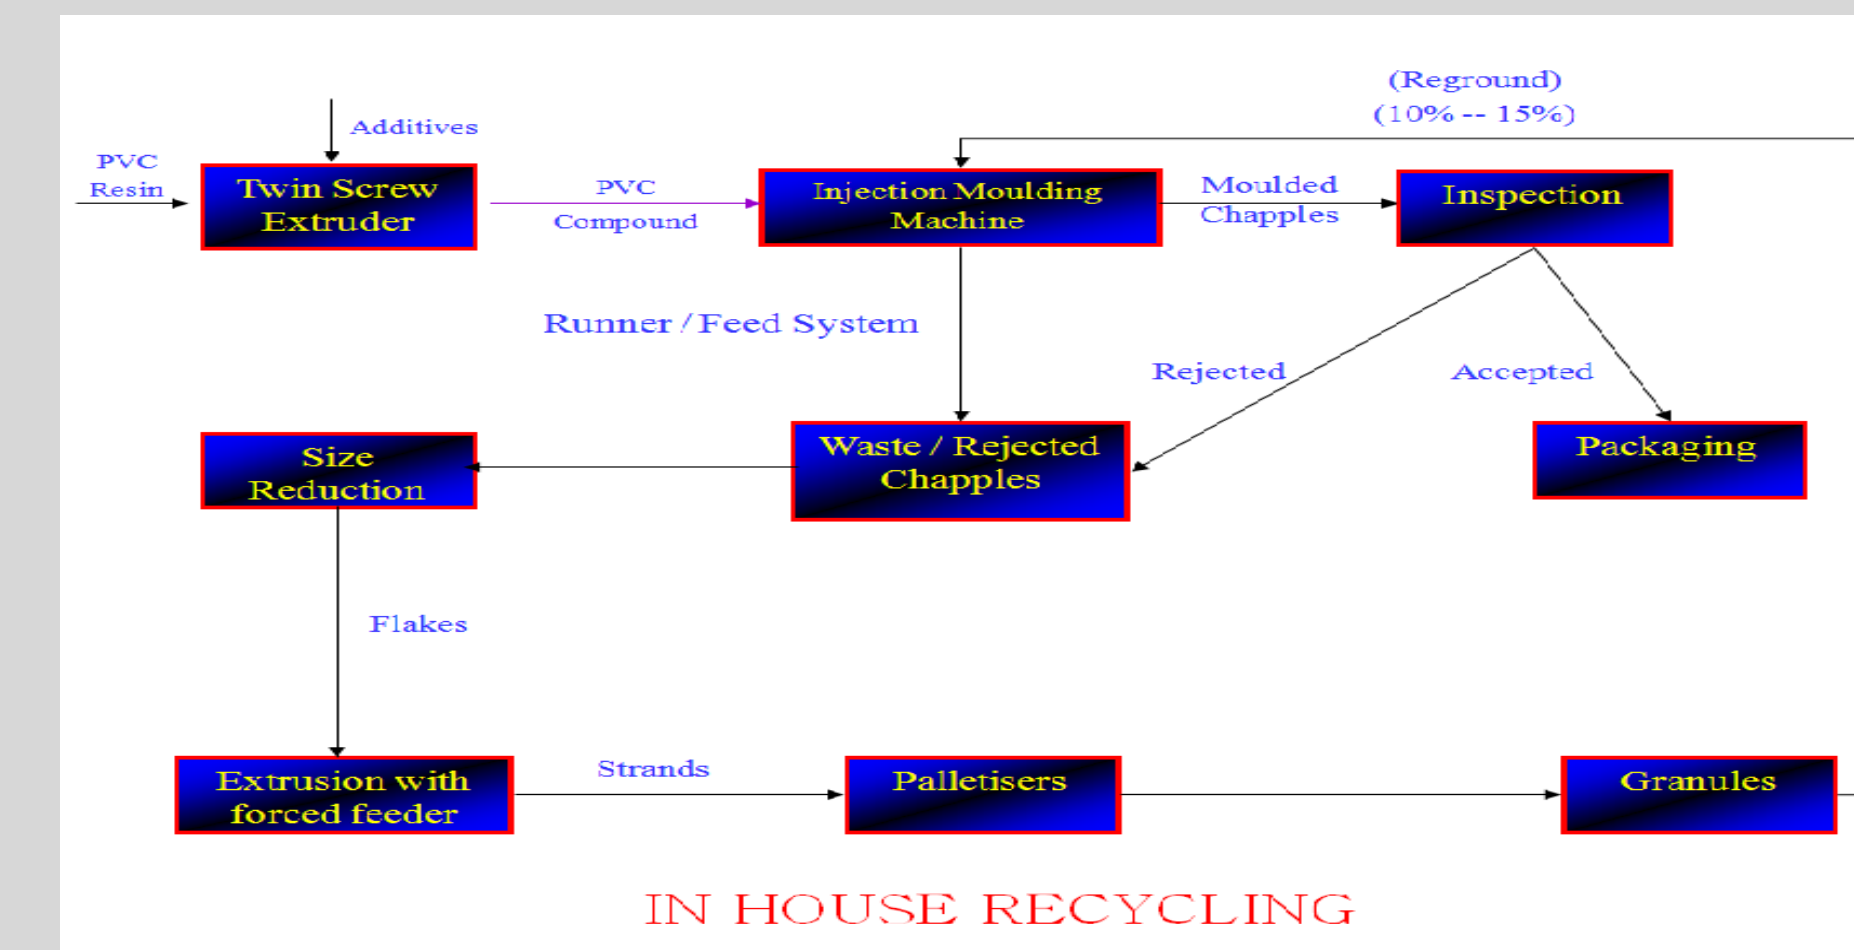 (Reground)
(10% -- 15%)
Additives
PVC
Resin
Twin Screw
Extruder
PVC
Compound
Injection Moulding
Machine
Moulded
Chapples
Inspection
Runner / Feed System
Rejected
Accepted
Size
Reduction
Waste / Rejected
Chapples
Packaging
Flakes
Extrusion with
forced feeder
Strands
Palletisers
Granules
IN HOUSE RECYCLING